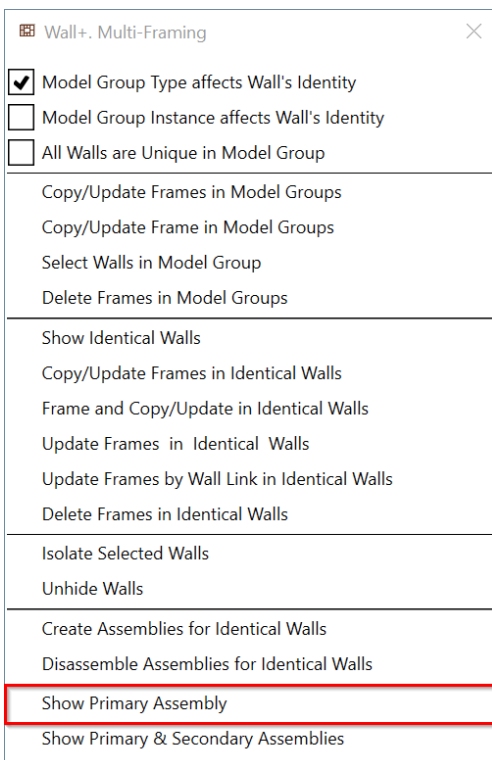 Wall+. Multi-Framing
Model Group Type affects Wall's Identity
Model Group Instance affects Wall's Identity
All Walls are Unique in Model Group
Copy/Update Frames in Model Groups
Copy/Update Frame in Model Groups
Select Walls in Model Group
Delete Frames in Model Groups
Show Identical Walls
Copy/Update Frames in Identical Walls
Frame and Copy/Update in Identical Walls
Update Frames in Identical Walls
Update Frames by Wall Link in Identical Walls
Delete Frames in Identical Walls
Isolate Selected Walls
Unhide Walls
Create Assemblies for Identical Walls
Disassemble Assemblies for Identical Walls
Show Primary Assembly
Show Primary & Secondary Assemblies